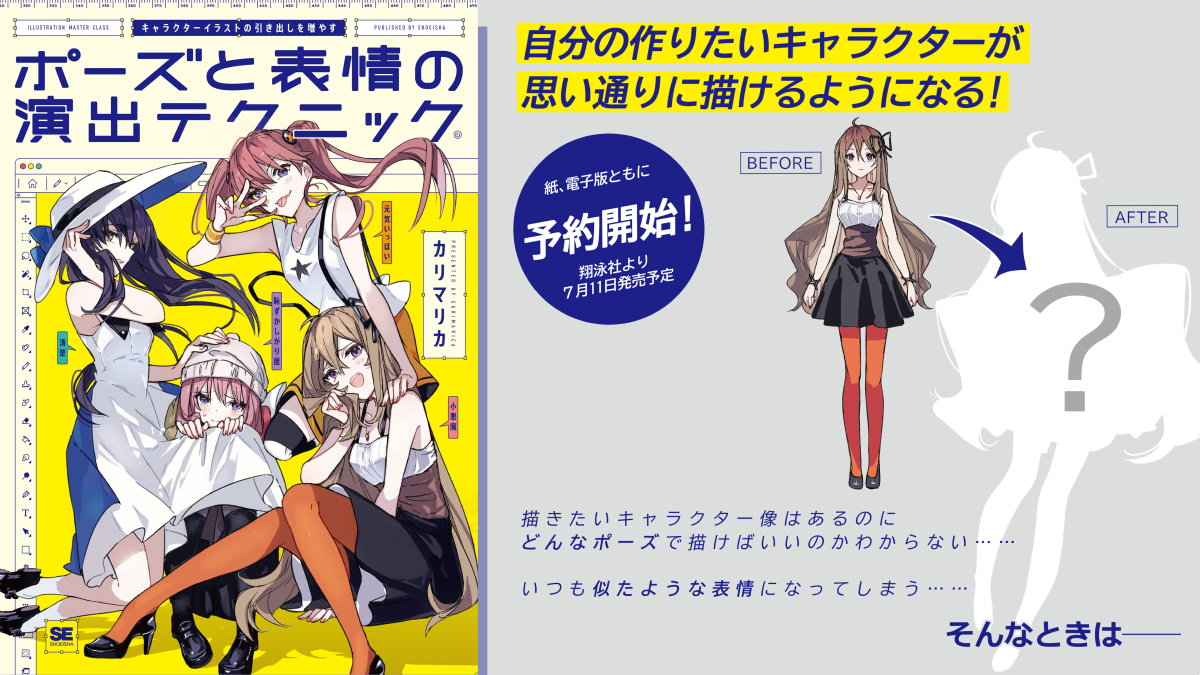 ILLUSTRATION MASTER CLASS
キャラクターイラストの引き出しを増やす
PUBLISHED BY SHOEISHA
ポーズと表情の
演出テクニック
元気いっぱい
カリマリカ
PRESENTED BY CARIMARICA
恥ずかしがり屋
清楚
小悪魔
SE
SHOEISHA
自分の作りたいキャラクターが
思い通りに描けるようになる!
紙、電子版ともに
予約開始!
翔泳社より
7月11日発売予定
BEFORE
AFTER
?
描きたいキャラクター像はあるのに
どんなポーズで描けばいいのかわからない……
いつも似たような表情になってしまう……
そんなときは——